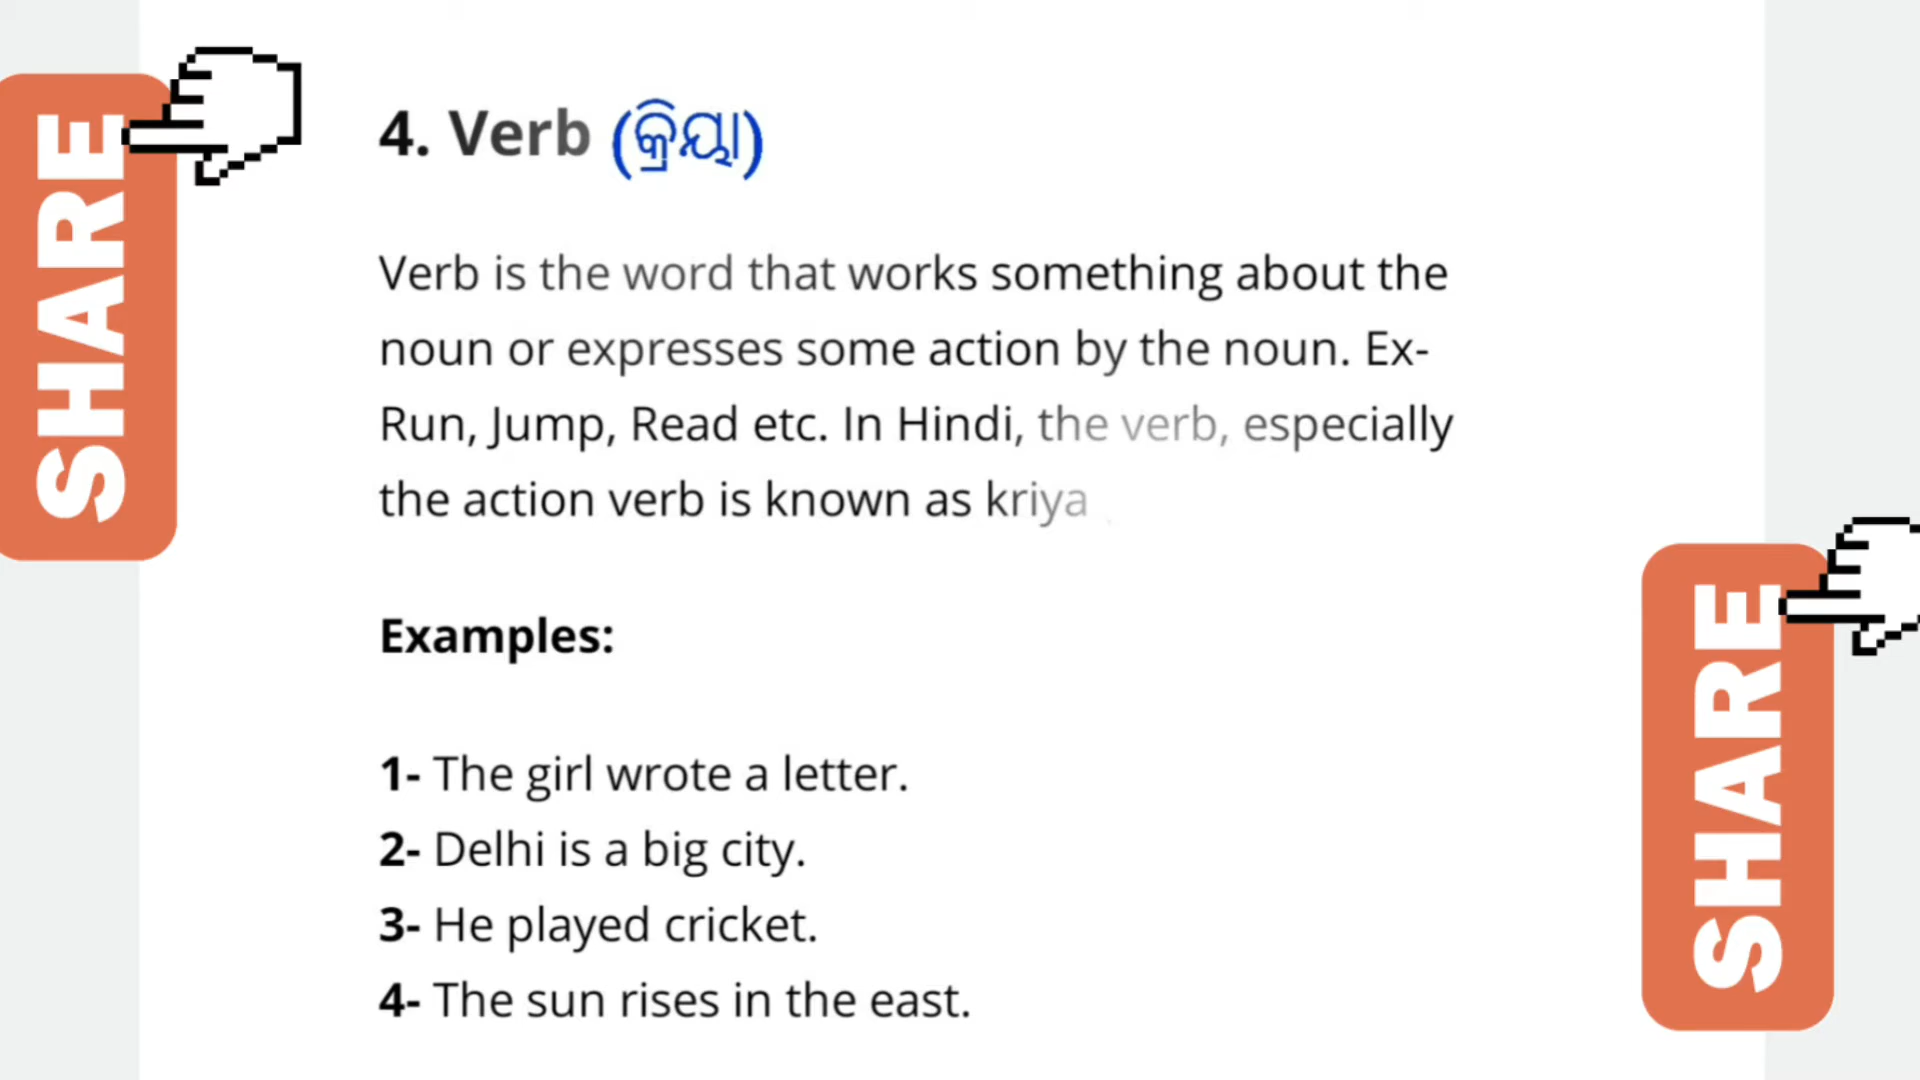 SHARE
4. Verb (କ୍ରିୟା)
Verb is the word that works something about the
noun or expresses some action by the noun. Ex-
Run, Jump, Read etc. In Hindi, the verb, especially
the action verb is known as kriya
Examples:
1- The girl wrote a letter.
2- Delhi is a big city.
3- He played cricket.
4- The sun rises in the east.
SHARE